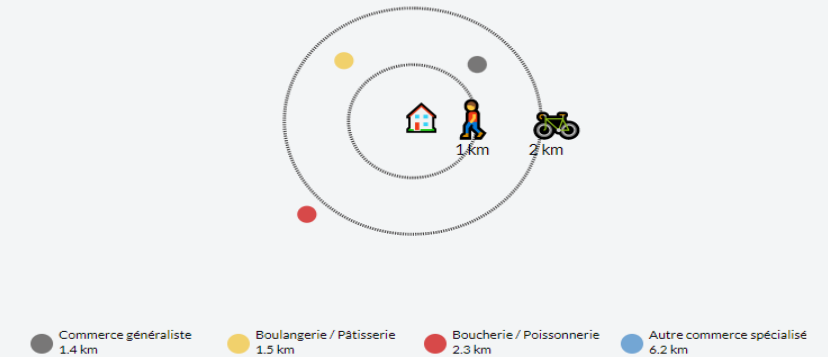 1 km
2 km
Commerce généraliste
1.4 km
Boulangerie / Pâtisserie
1.5 km
Boucherie / Poissonnerie
2.3 km
Autre commerce spécialisé
6.2 km